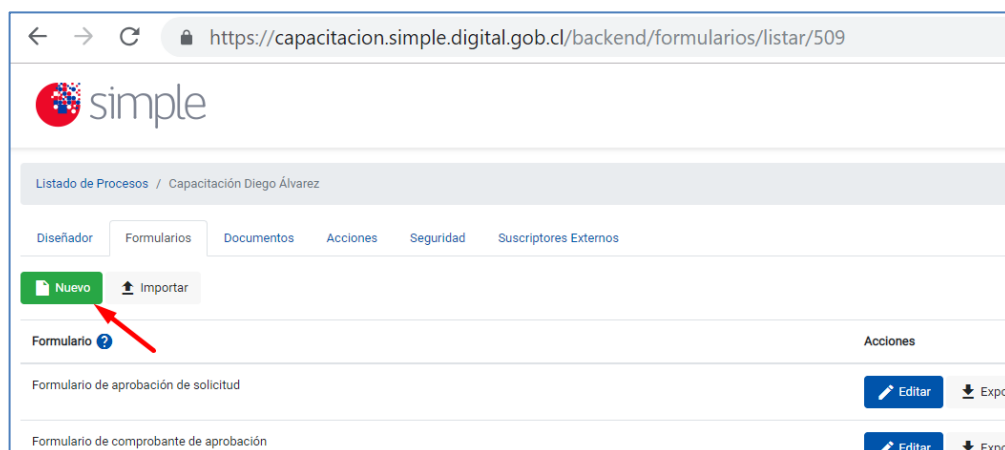 https://capacitacion.simple.digital.gob.cl/backend/formularios/listar/509
simple
Listado de Procesos / Capacitación Diego Álvarez
Diseñador Formularios Documentos Acciones Seguridad Suscriptores Externos
Nuevo Importar
Formulario ? Acciones
Formulario de aprobación de solicitud Editar Expo
Formulario de comprobante de aprobación Editar Expo